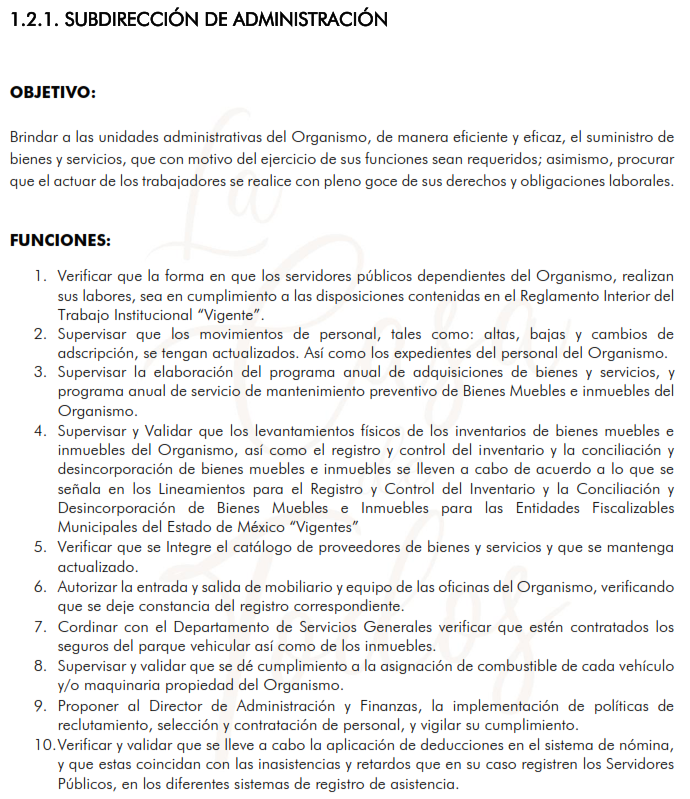 1.2.1. SUBDIRECCIÓN DE ADMINISTRACIÓN
OBJETIVO:
Brindar a las unidades administrativas del Organismo, de manera eficiente y eficaz, el suministro de
bienes y servicios, que con motivo del ejercicio de sus funciones sean requeridos; asimismo, procurar
que el actuar de los trabajadores se realice con pleno goce de sus derechos y obligaciones laborales.
FUNCIONES:
1. Verificar que la forma en que los servidores públicos dependientes del Organismo, realizan
sus labores, sea en cumplimiento a las disposiciones contenidas en el Reglamento Interior del
Trabajo Institucional “Vigente”.
2. Supervisar que los movimientos de personal, tales como: altas, bajas y cambios de
adscripción, se tengan actualizados. Así como los expedientes del personal del Organismo.
3. Supervisar la elaboración del programa anual de adquisiciones de bienes y servicios, y
programa anual de servicio de mantenimiento preventivo de Bienes Muebles e inmuebles del
Organismo.
4. Supervisar y Validar que los levantamientos físicos de los inventarios de bienes muebles e
inmuebles del Organismo, así como el registro y control del inventario y la conciliación y
desincorporación de bienes muebles e inmuebles se lleven a cabo de acuerdo a lo que se
señala en los Lineamientos para el Registro y Control del Inventario y la Conciliación y
Desincorporación de Bienes Muebles e Inmuebles para las Entidades Fiscalizables
Municipales del Estado de México “Vigentes”
5. Verificar que se Integre el catálogo de proveedores de bienes y servicios y que se mantenga
actualizado.
6. Autorizar la entrada y salida de mobiliario y equipo de las oficinas del Organismo, verificando
que se deje constancia del registro correspondiente.
7. Cordinar con el Departamento de Servicios Generales verificar que estén contratados los
seguros del parque vehicular así como de los inmuebles.
8. Supervisar y validar que se dé cumplimiento a la asignación de combustible de cada vehículo
y/o maquinaria propiedad del Organismo.
9. Proponer al Director de Administración y Finanzas, la implementación de políticas de
reclutamiento, selección y contratación de personal, y vigilar su cumplimiento.
10. Verificar y validar que se lleve a cabo la aplicación de deducciones en el sistema de nómina,
y que estas coincidan con las inasistencias y retardos que en su caso registren los Servidores
Públicos, en los diferentes sistemas de registro de asistencia.
La
Casa
de
Todos